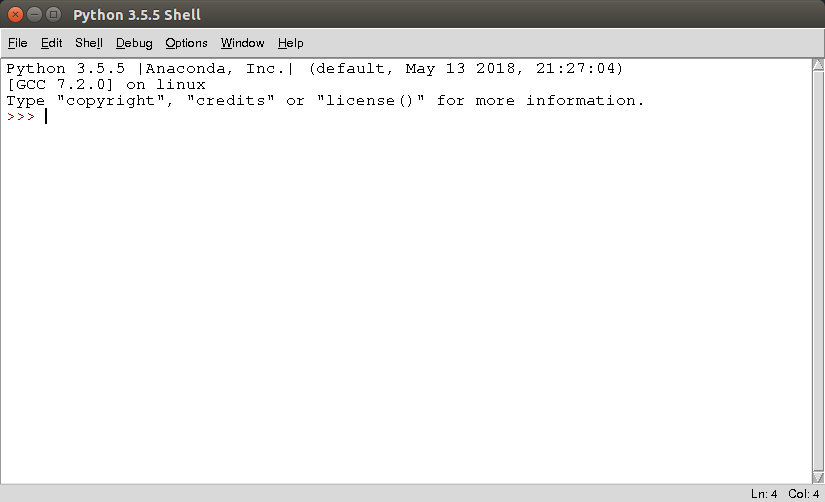 Python 3.5.5 Shell
File Edit Shell Debug Options Window Help
Python 3.5.5 |Anaconda, Inc.| (default, May 13 2018, 21:27:04)
[GCC 7.2.0] on linux
Type "copyright", "credits" or "license()" for more information.
>>>
Ln: 4 Col: 4